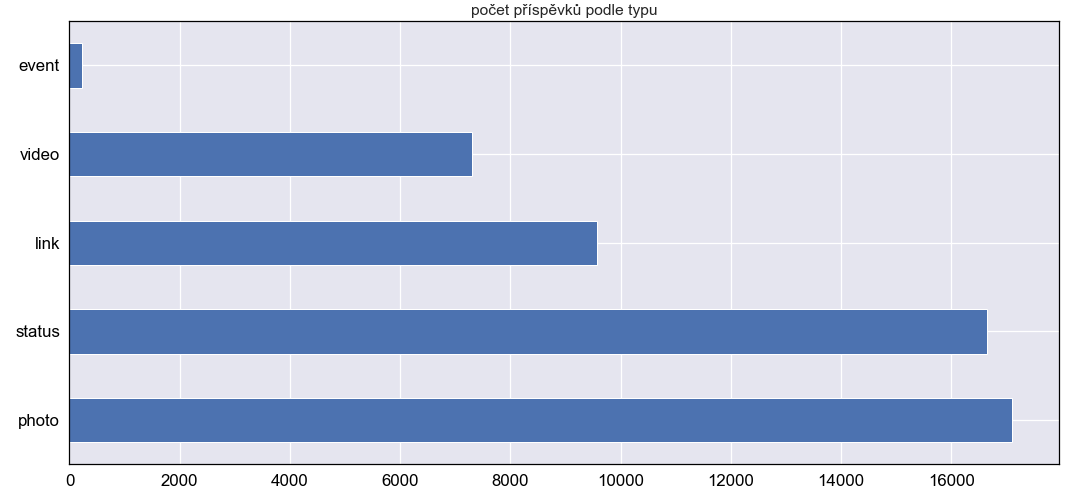 počet příspěvků podle typu
event
video
link
status
photo
0 2000 4000 6000 8000 10000 12000 14000 16000